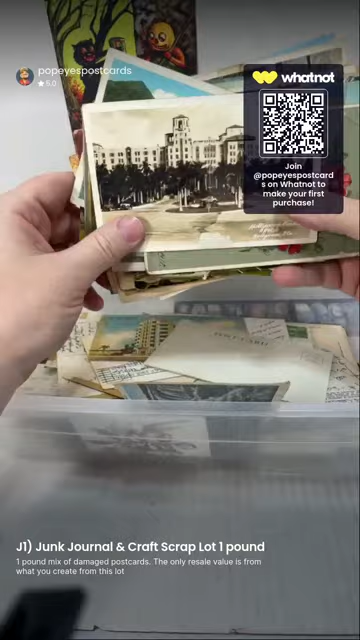 popeyespostcards
5.0
whatnot
Join
@popeyespostcard
s on Whatnot to
make your first
purchase!
POST CARD
J1) Junk Journal & Craft Scrap Lot 1 pound
1 pound mix of damaged postcards. The only resale value is from
what you create from this lot